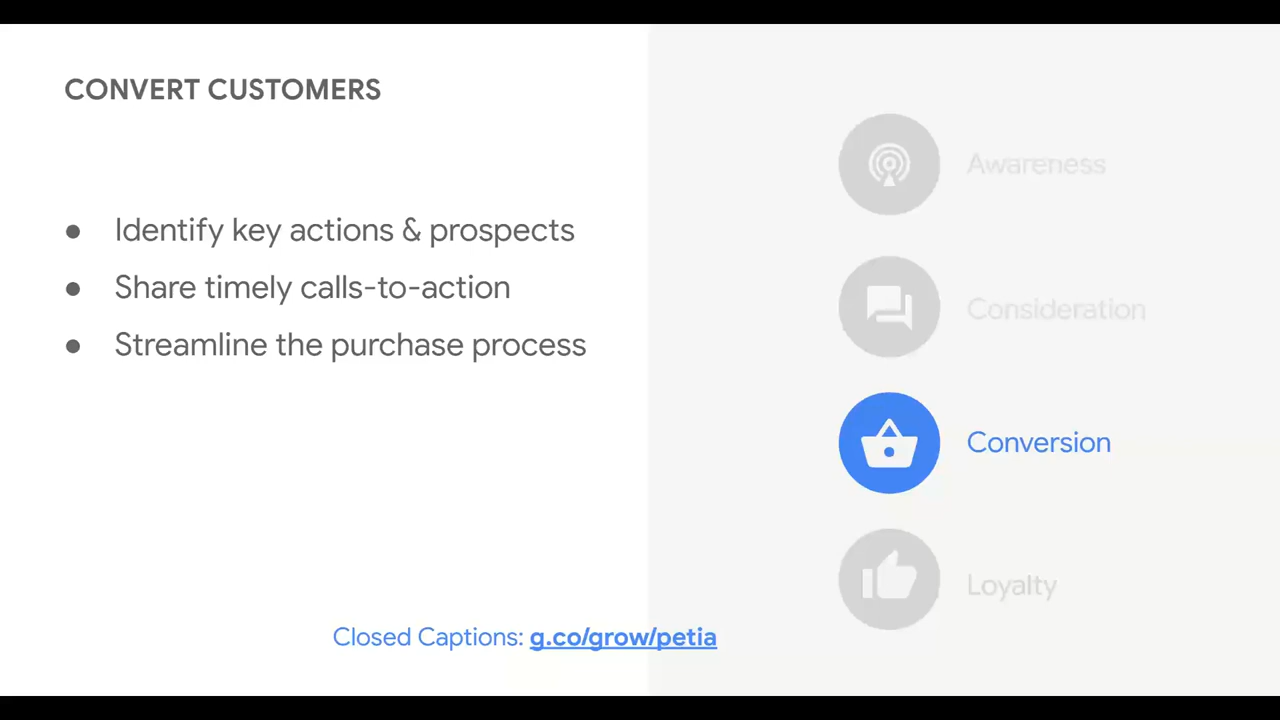 CONVERT CUSTOMERS
● Identify key actions & prospects
● Share timely calls-to-action
● Streamline the purchase process
Awareness
Consideration
Conversion
Loyalty
Closed Captions: g.co/grow/petia